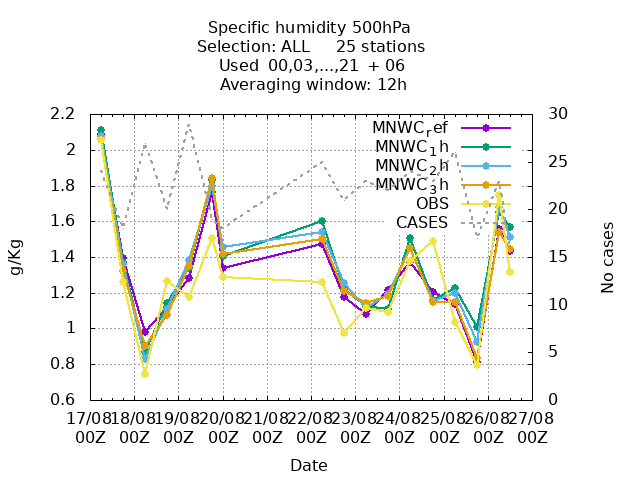 Specific humidity 500hPa
Selection: ALL     25 stations
Used  00,03,...,21  + 06
Averaging window: 12h
g/Kg
No cases
2.2
2
1.8
1.6
1.4
1.2
1
0.8
0.6
30
25
20
15
10
5
0
MNWC_ref
MNWC_1h
MNWC_2h
MNWC_3h
OBS
CASES
17/08 18/08 19/08 20/08 21/08 22/08 23/08 24/08 25/08 26/08 27/08
00Z 00Z 00Z 00Z 00Z 00Z 00Z 00Z 00Z 00Z 00Z
Date